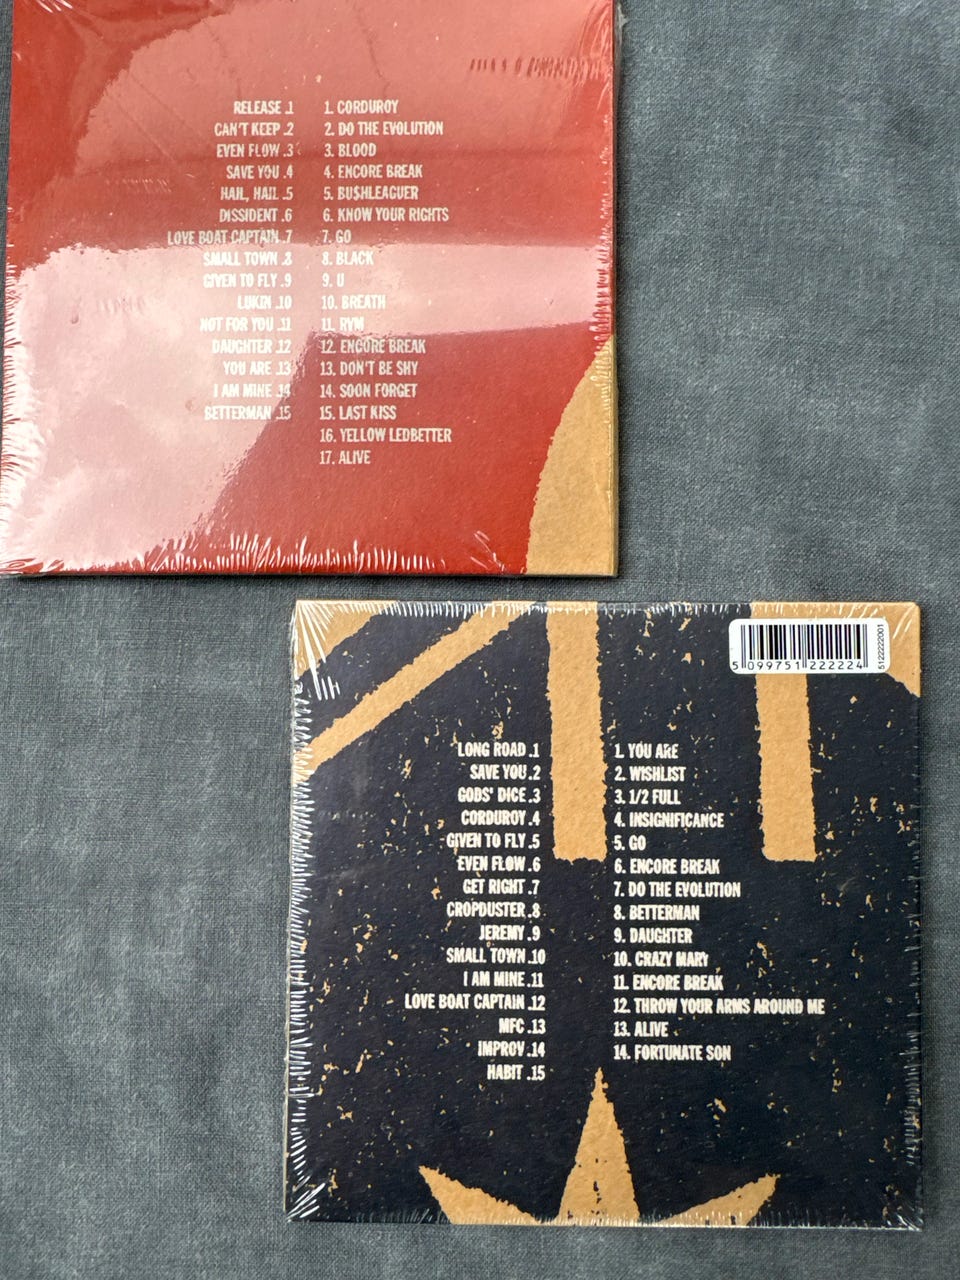 RELEASE .1
CAN'T KEEP .2
EVEN FLOW .3
SAVE YOU .4
HAIL, HAIL .5
DISSIDENT .6
LOVE BOAT CAPTAIN .7
SMALL TOWN .8
GIVEN TO FLY .9
LUKIN .10
NOT FOR YOU .11
DAUGHTER .12
YOU ARE .13
I AM MINE .14
BETTERMAN .15
1. CORDUROY
2. DO THE EVOLUTION
3. BLOOD
4. ENCORE BREAK
5. BU$HLEAGUER
6. KNOW YOUR RIGHTS
7. GO
8. BLACK
9. U
10. BREATH
11. RVM
12. ENCORE BREAK
13. DON'T BE SHY
14. SOON FORGET
15. LAST KISS
16. YELLOW LEDBETTER
17. ALIVE
5 099751 222224
5122222001
LONG ROAD .1
SAVE YOU .2
GODS' DICE .3
CORDUROY .4
GIVEN TO FLY .5
EVEN FLOW .6
GET RIGHT .7
CROPDUSTER .8
JEREMY .9
SMALL TOWN .10
I AM MINE .11
LOVE BOAT CAPTAIN .12
MFC .13
IMPROV .14
HABIT .15
1. YOU ARE
2. WISHLIST
3. 1/2 FULL
4. INSIGNIFICANCE
5. GO
6. ENCORE BREAK
7. DO THE EVOLUTION
8. BETTERMAN
9. DAUGHTER
10. CRAZY MARY
11. ENCORE BREAK
12. THROW YOUR ARMS AROUND ME
13. ALIVE
14. FORTUNATE SON